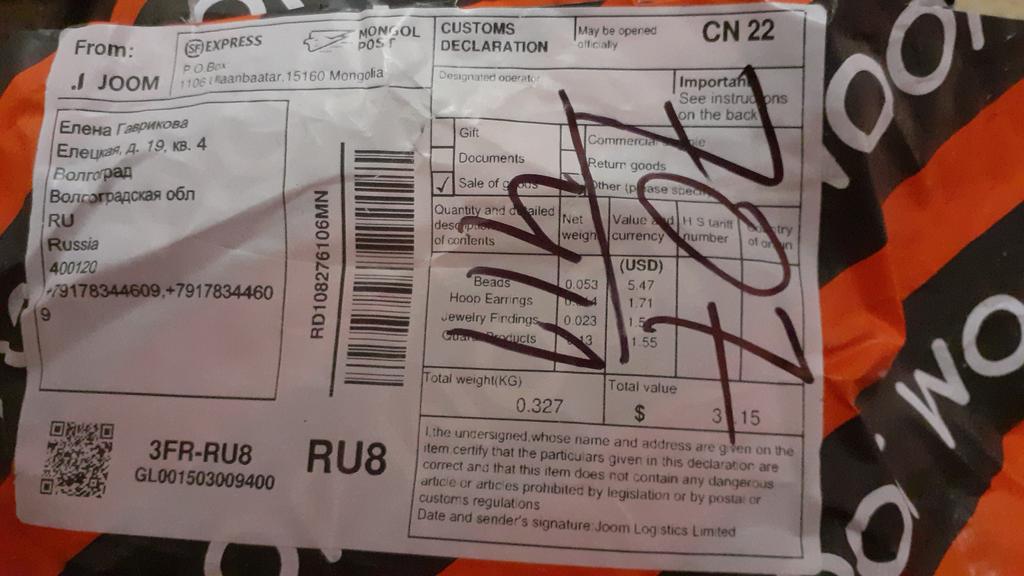 From:
JOOM
SF EXPRESS
MONGOL
POST
P.O.Box
1106 Ulaanbaatar,15160 Mongolia
Елена Гаврикова
Елецкая, д. 19, кв. 4
Волгоград
Волгоградская обл
RU
Russia
400120
+79178344609,+7917834460
9
RD108276106MN
3FR-RU8
GL001503009400
RU8
CUSTOMS
DECLARATION
May be opened
officially
CN 22
Designated operator
Important
See instructions
on the back
Gift
Commercial
Documents
Return goods
✓ Sale of goods
Other (please specify
Quantity and detailed
description
of contents
Net
weight
Value and
currency
H S tariff
number
Country
of origin
(USD)
Beads 0.053 5.47
Hoop Earrings 1.71
Jewelry Findings 0.023
Products 1.55
Total weight(KG)
0.327
Total value
$ 15
I,the undersigned,whose name and address are given on the
item,certify that the particulars given in this declaration are
correct and that this item does not contain any dangerous
article or articles prohibited by legislation or by postal or
customs regulations
Date and sender's signature:Joom Logistics Limited